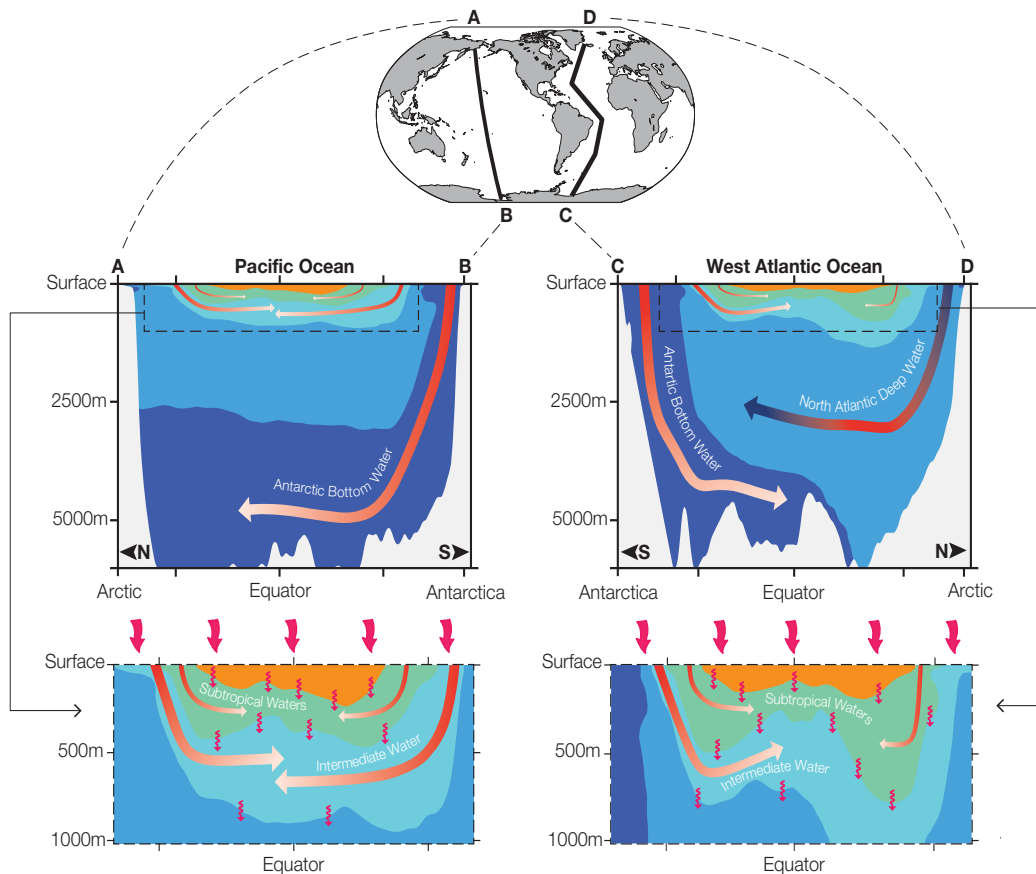 A
D
B
C
A
Pacific Ocean
B
C
West Atlantic Ocean
D
Surface
2500m
5000m
Antarctic Bottom Water
N
S
Arctic
Equator
Antarctica
Surface
2500m
5000m
Antartic Bottom Water
North Atlantic Deep Water
S
N
Antarctica
Equator
Arctic
Surface
500m
1000m
Subtropical Waters
Intermediate Water
Equator
Surface
500m
1000m
Subtropical Waters
Intermediate Water
Equator